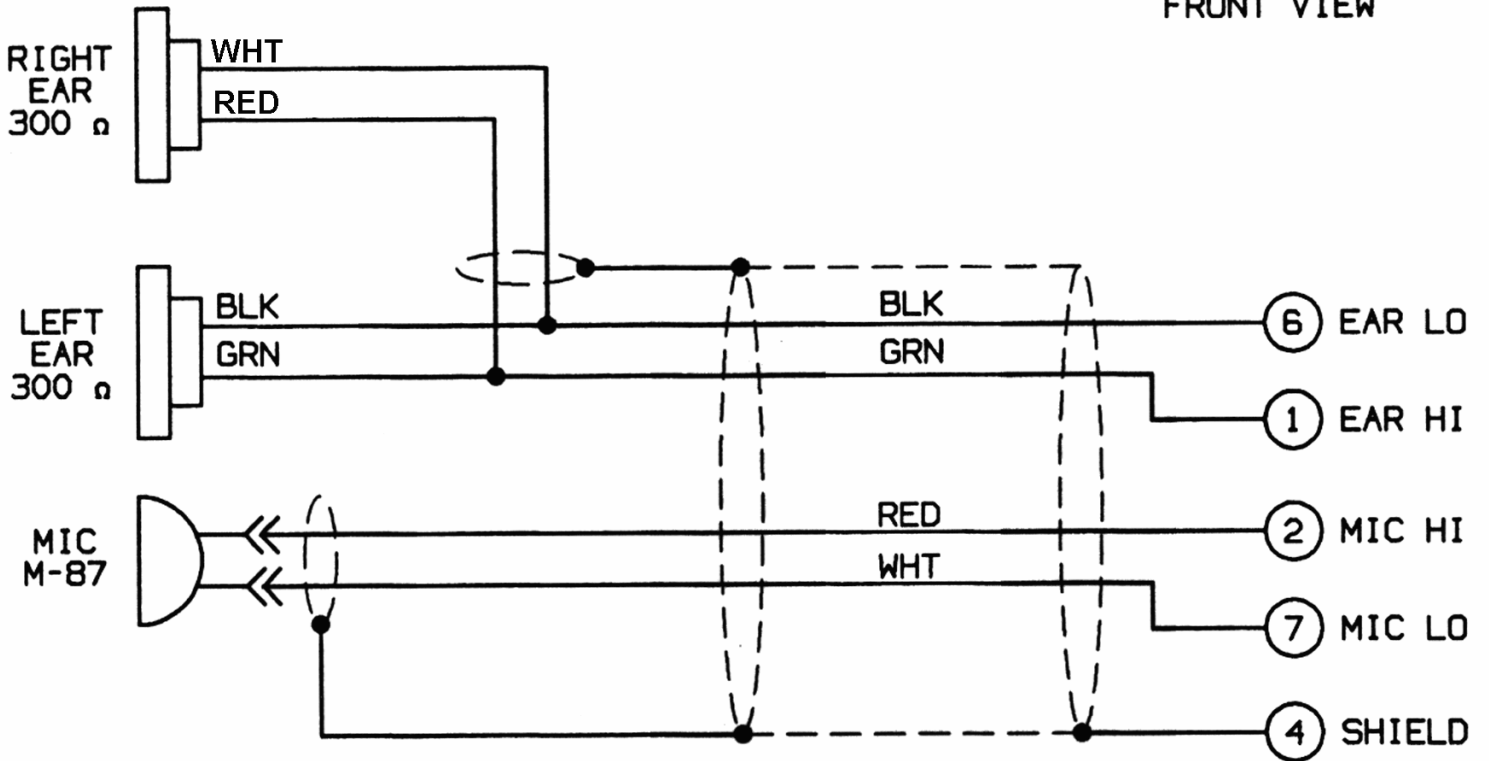 FRONT VIEW
RIGHT
EAR
300 Ω
WHT
RED
LEFT
EAR
300 Ω
BLK
GRN
BLK
GRN
6 EAR LO
1 EAR HI
MIC
M-87
RED
WHT
2 MIC HI
7 MIC LO
4 SHIELD